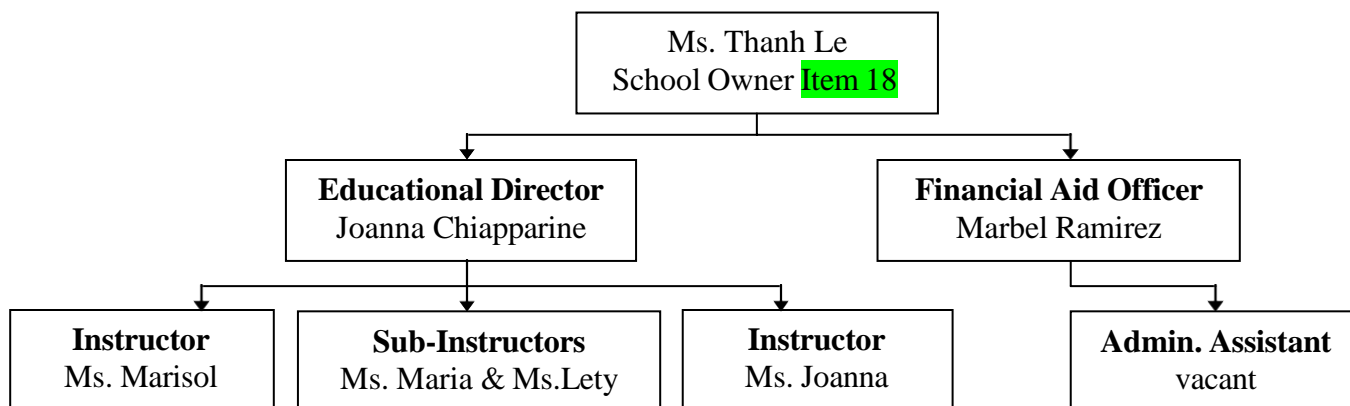 Ms. Thanh Le
School Owner Item 18
Educational Director
Joanna Chiapparine
Financial Aid Officer
Marbel Ramirez
Instructor
Ms. Marisol
Sub-Instructors
Ms. Maria & Ms.Lety
Instructor
Ms. Joanna
Admin. Assistant
vacant